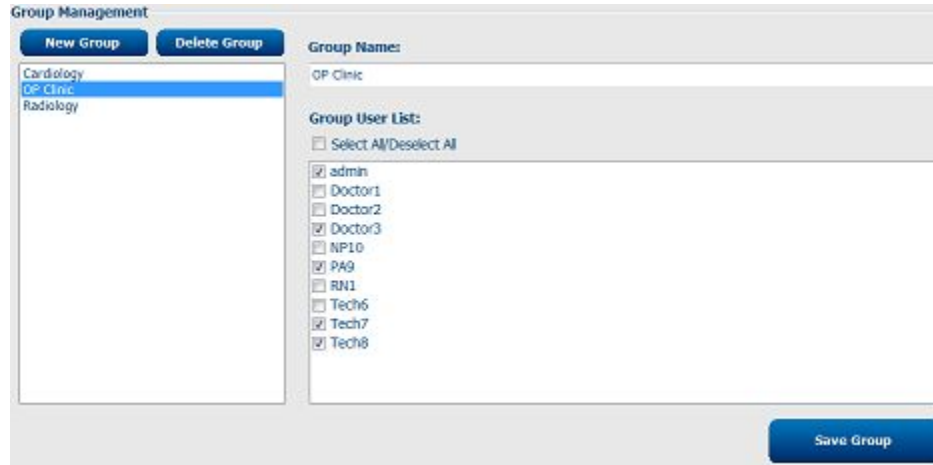 Group Management
New Group
Delete Group
Cardiology
OP Clinic
Radiology
Group Name:
OP Clinic
Group User List:
Select All/Deselect All
admin
Doctor1
Doctor2
Doctor3
NP10
PA9
RN1
Tech6
Tech7
Tech8
Save Group